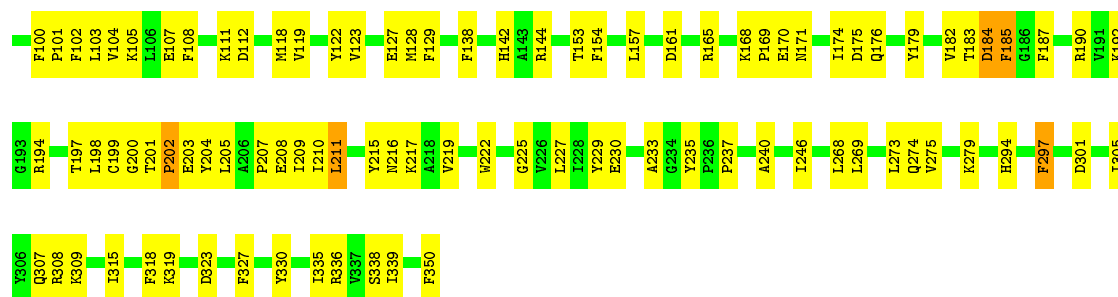 F100 P101 F102 L103 V104 K105 L106 E107 F108 K111 D112 M118 V119 Y122 V123 E127 M128 F129 F138 H142 A143 R144 T153 F154 L157 D161 R165 K168 P169 E170 N171 I174 D175 Q176 Y179 V182 T183 D184 F185 G186 F187 R190 V191
G193 R194 T197 L198 C199 G200 T201 P202 E203 Y204 L205 A206 P207 E208 I209 I210 L211 Y215 N216 K217 A218 V219 W222 G225 V226 L227 I228 Y229 E230 A233 G234 Y235 P236 P237 A240 I246 L268 L269 L273 Q274 V275 K279 H294 F297 D301
Y306 Q307 R308 K309 I315 F318 K319 D323 F327 Y330 I335 R336 V337 S338 I339 F350